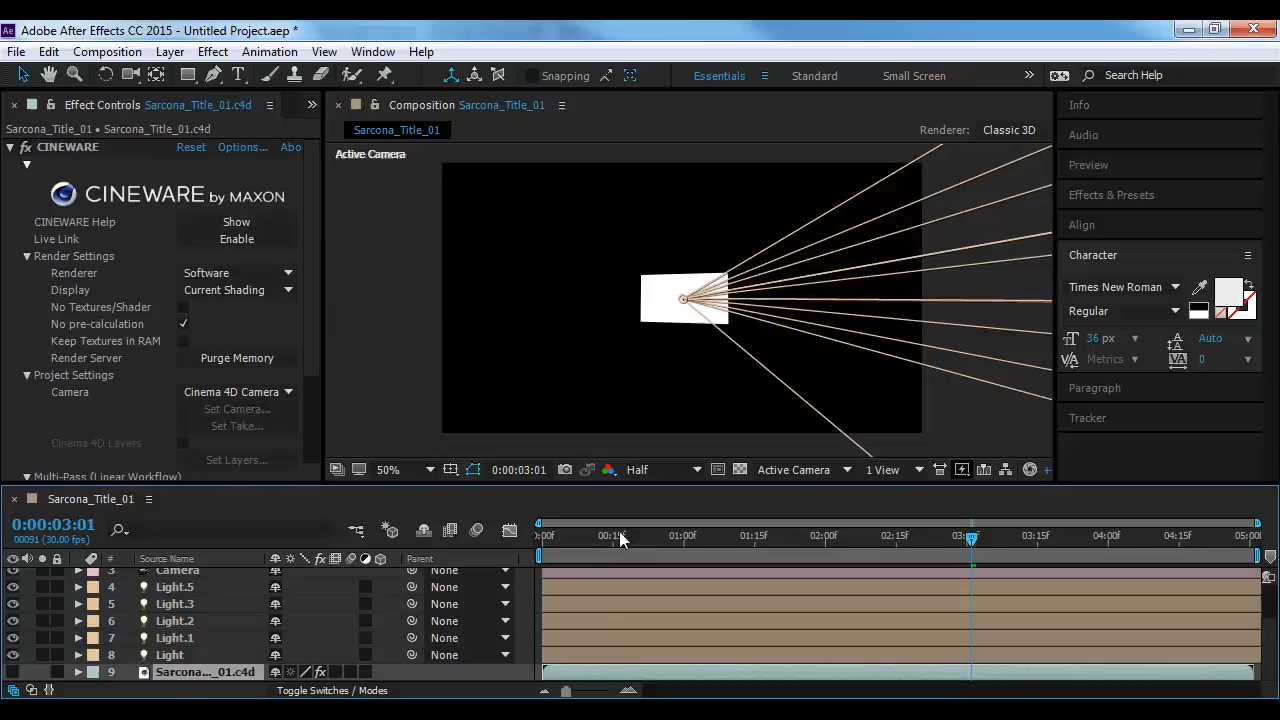 Ae Adobe After Effects CC 2015 - Untitled Project.aep *
File Edit Composition Layer Effect Animation View Window Help
T Snapping Essentials Standard Small Screen Search Help
Effect Controls Sarcona_Title_01.c4d
Composition Sarcona_Title_01
Info
Sarcona_Title_01 • Sarcona_Title_01.c4d
Sarcona_Title_01
Renderer: Classic 3D
Audio
fx CINEWARE Reset Options... Abo
Active Camera
Preview
CINEWARE by MAXON
Effects & Presets
CINEWARE Help Show
Align
Live Link Enable
Render Settings
Character
Renderer Software
Display Current Shading
Times New Roman
No Textures/Shader
Regular
No pre-calculation
Keep Textures in RAM
36 px Auto
Render Server Purge Memory
Metrics 0
Project Settings
Camera Cinema 4D Camera
Paragraph
Set Camera...
Set Take...
Tracker
Cinema 4D Layers
Set Layers...
Multi-Pass (Linear Workflow)
50% 0:00:03:01 Half Active Camera 1 View
Sarcona_Title_01
0:00:03:01
00091 (30.00 fps)
:00f 00:15f 01:00f 01:15f 02:00f 02:15f 03:00f 03:15f 04:00f 04:15f 05:00f
# Source Name fx Parent
3 Camera None
4 Light.5 None
5 Light.3 None
6 Light.2 None
7 Light.1 None
8 Light None
9 Sarcona..._01.c4d fx
Toggle Switches / Modes